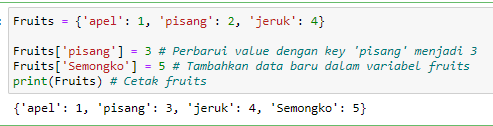 Fruits = {'apel': 1, 'pisang': 2, 'jeruk': 4}
Fruits['pisang'] = 3 # Perbarui value dengan key 'pisang' menjadi 3
Fruits['Semongko'] = 5 # Tambahkan data baru dalam variabel fruits
print(Fruits) # Cetak fruits
{'apel': 1, 'pisang': 3, 'jeruk': 4, 'Semongko': 5}